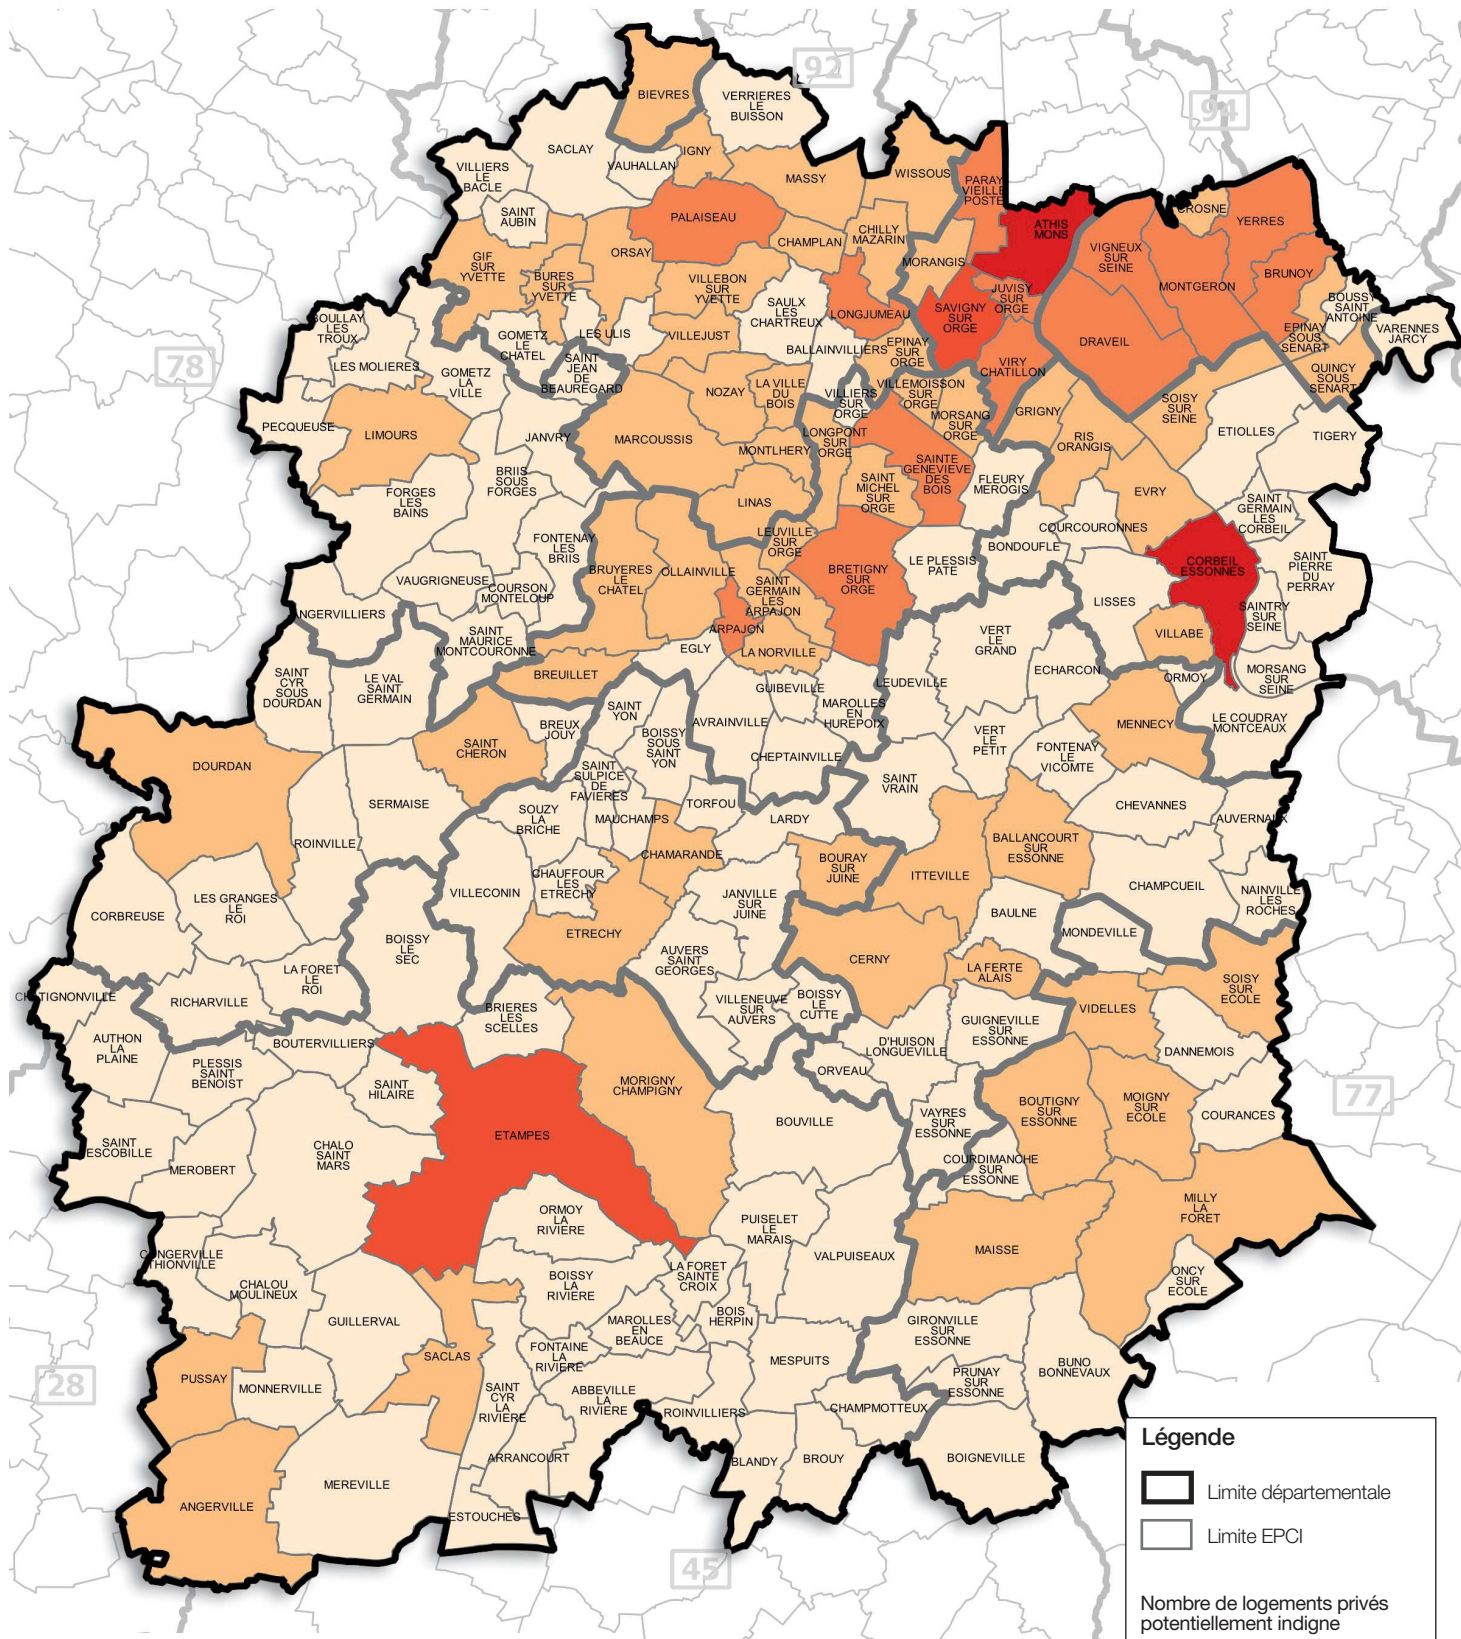 92
94
BIEVRES
VERRIERES
LE
BUISSON
SACLAY
VAUHALLAN
IGNY
VILLIERS
LE
BACLE
MASSY
WISSOUS
PARAY
VIEILLE
POSTE
SAINT
AUBIN
PALAISEAU
ATHIS
MONS
CROSNE
YERRES
CHAMPLAN
CHILLY
MAZARIN
VIGNEUX
SUR
SEINE
ORSAY
GIF
SUR
YVETTE
BURES
SUR
YVETTE
MORANGIS
BRUNOY
VILLEBON
SUR
YVETTE
MONTGERON
JUVISY
SUR
ORGE
SAULX
LES
CHARTREUX
LONGJUMEAU
SAVIGNY
SUR
ORGE
BOUSSY
SAINT
ANTOINE
BOULLAY
LES
TROUX
VARENNES
JARCY
GOMETZ
LE
CHATEL
LES ULIS
VILLEJUST
EPINAY
SOUS
SENART
DRAVEIL
BALLAINVILLIERS
EPINAY
SUR
ORGE
78
LES MOLIERES
GOMETZ
LA
VILLE
SAINT
JEAN
DE
BEAUREGARD
VIRY
CHATILLON
QUINCY
SOUS
SENART
NOZAY
LA VILLE
DU
BOIS
VILLIERS
SUR
ORGE
VILLEMOISSON
SUR
ORGE
GRIGNY
SOISY
SUR
SEINE
MORSANG
SUR
ORGE
PECQUEUSE
LIMOURS
JANVRY
MARCOUSSIS
MONTLHERY
LONGPONT
SUR
ORGE
RIS
ORANGIS
ETIOLLES
TIGERY
BRIIS
SOUS
FORGES
SAINTE
GENEVIEVE
DES
BOIS
SAINT
MICHEL
SUR
ORGE
FLEURY
MEROGIS
FORGES
LES
BAINS
LINAS
EVRY
SAINT
GERMAIN
LES
CORBEIL
FONTENAY
LES
BRIIS
LEUVILLE
SUR
ORGE
COURCOURONNES
BONDOUFLE
LE PLESSIS
PATE
CORBEIL
ESSONNES
SAINT
PIERRE
DU
PERRAY
BRUYERES
LE
CHATEL
OLLAINVILLE
BRETIGNY
SUR
ORGE
VAUGRIGNEUSE
COURSON
MONTELOUP
SAINT
GERMAIN
LES
ARPAJON
LISSES
SAINTRY
SUR
SEINE
ANGERVILLIERS
ARPAJON
VILLABE
SAINT
MAURICE
MONTCOURONNE
EGLY
LA NORVILLE
VERT
LE
GRAND
ECHARCON
ORMOY
MORSANG
SUR
SEINE
SAINT
CYR
SOUS
DOURDAN
LE VAL
SAINT
GERMAIN
BREUILLET
GUIBEVILLE
LEUDEVILLE
SAINT
YON
AVRAINVILLE
MAROLLES
EN
HUREPOIX
MENNECY
LE COUDRAY
MONTCEAUX
BREUX
JOUY
BOISSY
SOUS
SAINT
YON
VERT
LE
PETIT
SAINT
CHERON
CHEPTAINVILLE
FONTENAY
LE
VICOMTE
DOURDAN
SAINT
SULPICE
DE
FAVIERES
SAINT
VRAIN
SERMAISE
SOUZY
LA
BRICHE
MAUCHAMPS
TORFOU
LARDY
CHEVANNES
AUVERNAUX
ROINVILLE
CHAMARANDE
BOURAY
SUR
JUINE
BALLANCOURT
SUR
ESSONNE
CHAUFFOUR
LES
ETRECHY
ITTEVILLE
CHAMPCUEIL
VILLECONIN
JANVILLE
SUR
JUINE
NAINVILLE
LES
ROCHES
CORBREUSE
LES GRANGES
LE
ROI
BAULNE
ETRECHY
MONDEVILLE
BOISSY
LE
SEC
AUVERS
SAINT
GEORGES
CERNY
LA FERTE
ALAIS
SOISY
SUR
ECOLE
LA FORET
LE
ROI
CHATIGNONVILLE
RICHARVILLE
VILLENEUVE
SUR
AUVERS
BOISSY
LE
CUTTE
BRIERES
LES
SCELLES
VIDELLES
GUIGNEVILLE
SUR
ESSONNE
AUTHON
LA
PLAINE
BOUTERVILLIERS
D'HUISON
LONGUEVILLE
DANNEMOIS
PLESSIS
SAINT
BENOIST
ORVEAU
SAINT
HILAIRE
MORIGNY
CHAMPIGNY
77
BOUTIGNY
SUR
ESSONNE
MOIGNY
SUR
ECOLE
COURANCES
BOUVILLE
VAYRES
SUR
ESSONNE
ETAMPES
SAINT
ESCOBILLE
CHALO
SAINT
MARS
MEROBERT
COURDIMANCHE
SUR
ESSONNE
MILLY
LA
FORET
ORMOY
LA
RIVIERE
PUISELET
LE
MARAIS
VALPUISEAUX
MAISSE
CONGERVILLE
THIONVILLE
LA FORET
SAINTE
CROIX
ONCY
SUR
ECOLE
CHALOU
MOULINEUX
BOISSY
LA
RIVIERE
BOIS
HERPIN
GUILLERVAL
MAROLLES
EN
BEAUCE
GIRONVILLE
SUR
ESSONNE
SACLAS
FONTAINE
LA
RIVIERE
MESPUITS
BUNO
BONNEVAUX
PUSSAY
28
MONNERVILLE
PRUNAY
SUR
ESSONNE
SAINT
CYR
LA
RIVIERE
ABBEVILLE
LA
RIVIERE
ROINVILLIERS
CHAMPMOTTEUX
ARRANCOURT
BLANDY
BROUY
BOIGNEVILLE
MEREVILLE
ANGERVILLE
ESTOUCHES
45
Légende
Limite départementale
Limite EPCI
Nombre de logements privés
potentiellement indigne